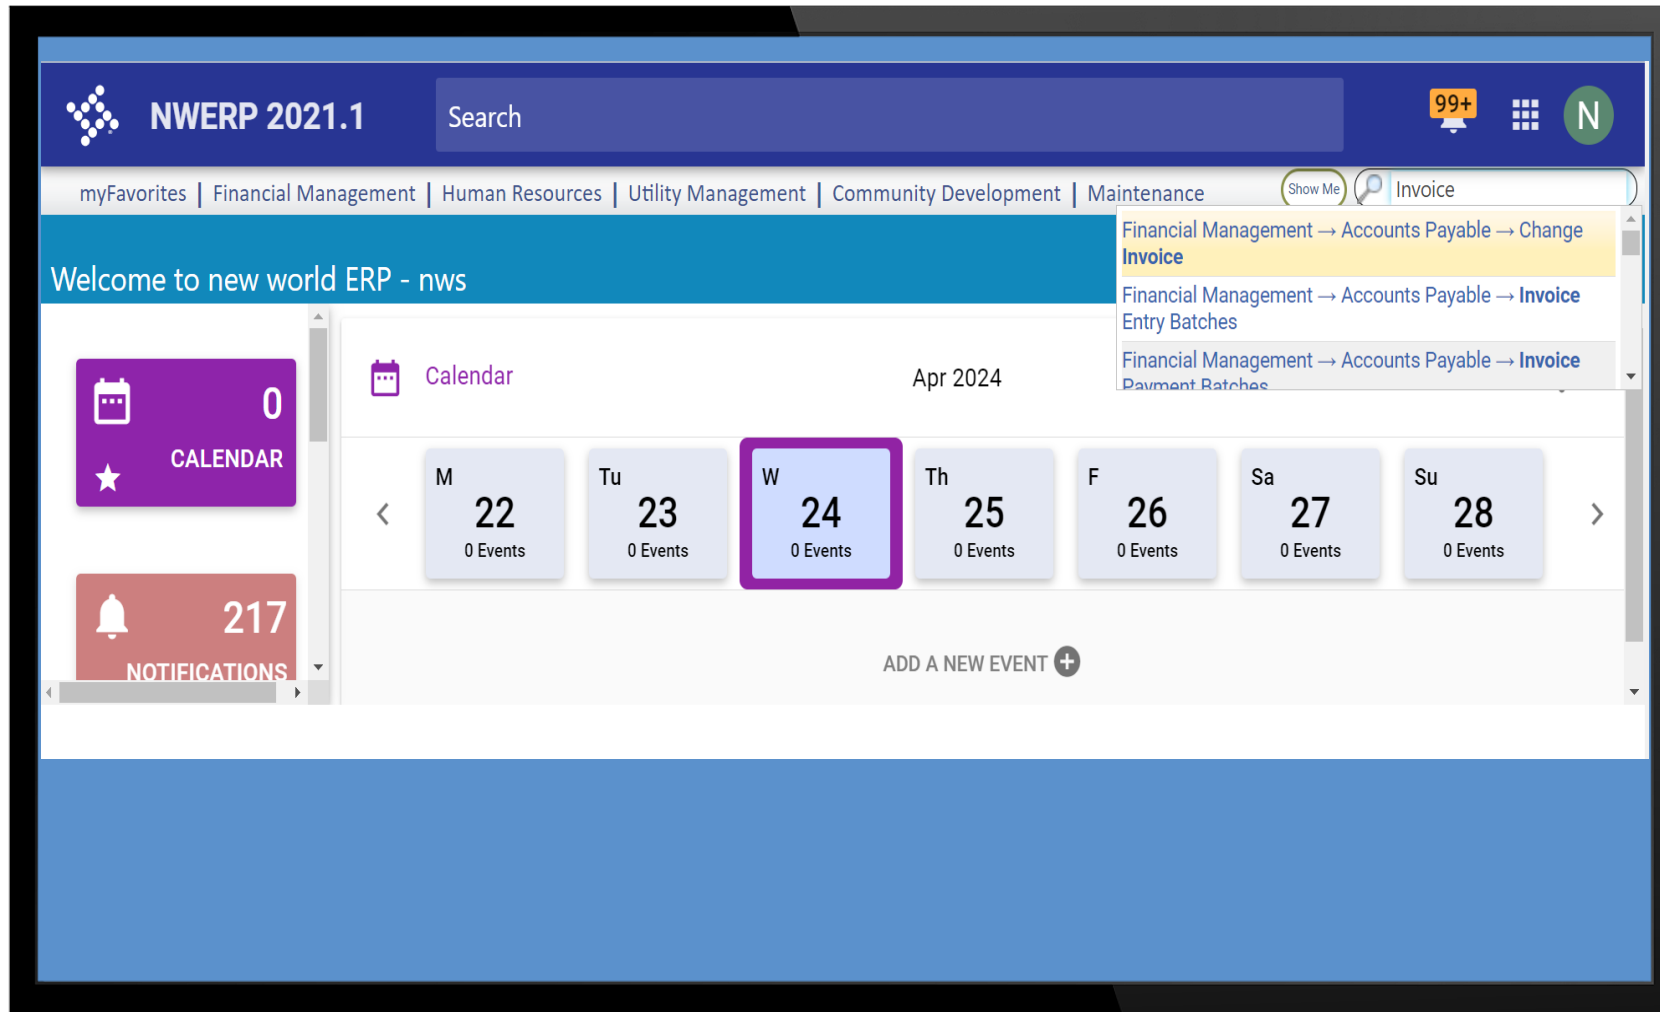 NWERP 2021.1
Search
99+
N
myFavorites | Financial Management | Human Resources | Utility Management | Community Development | Maintenance
Show Me
Invoice
Financial Management → Accounts Payable → Change
Invoice
Financial Management → Accounts Payable → Invoice
Entry Batches
Financial Management → Accounts Payable → Invoice
Payment Batches
Welcome to new world ERP - nws
0
CALENDAR
217
NOTIFICATIONS
Calendar
Apr 2024
M
22
0 Events
Tu
23
0 Events
W
24
0 Events
Th
25
0 Events
F
26
0 Events
Sa
27
0 Events
Su
28
0 Events
ADD A NEW EVENT